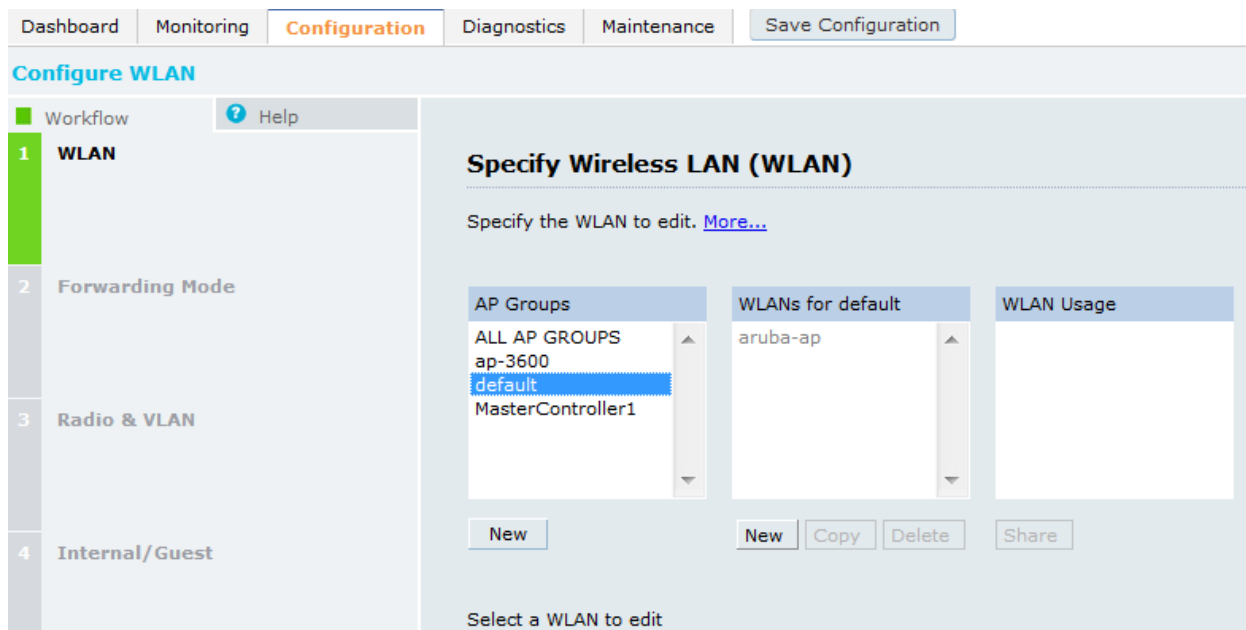 Dashboard Monitoring Configuration Diagnostics Maintenance Save Configuration
Configure WLAN
Workflow ? Help
1 WLAN
Specify Wireless LAN (WLAN)
Specify the WLAN to edit. More...
2 Forwarding Mode
AP Groups
ALL AP GROUPS
ap-3600
default
MasterController1
New
WLANs for default
aruba-ap
New Copy Delete
WLAN Usage
Share
3 Radio & VLAN
4 Internal/Guest
Select a WLAN to edit